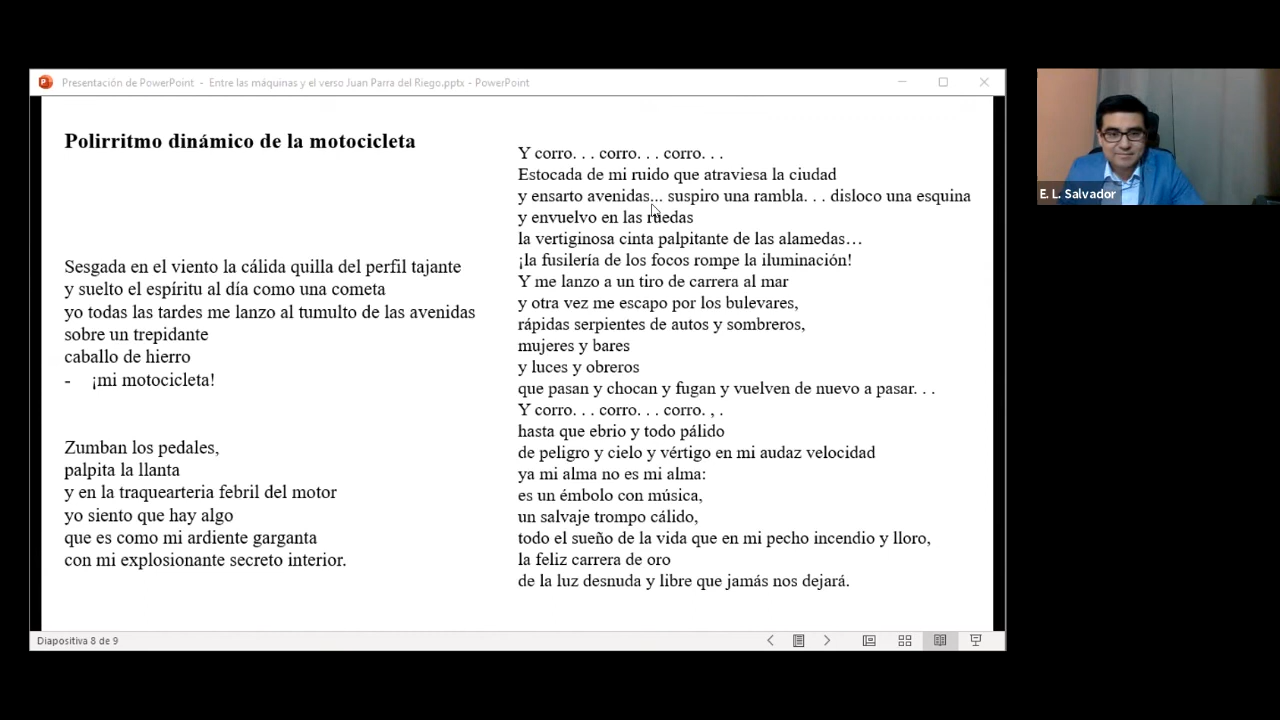 Presentación de PowerPoint - Entre las máquinas y el verso Juan Parra del Riego.pptx - PowerPoint
Polirritmo dinámico de la motocicleta
Sesgada en el viento la cálida quilla del perfil tajante
y suelto el espíritu al día como una cometa
yo todas las tardes me lanzo al tumulto de las avenidas
sobre un trepidante
caballo de hierro
- ¡mi motocicleta!
Zumban los pedales,
palpita la llanta
y en la traquearteria febril del motor
yo siento que hay algo
que es como mi ardiente garganta
con mi explosionante secreto interior.
Y corro. . . corro. . . corro. . .
Estocada de mi ruido que atraviesa la ciudad
y ensarto avenidas... suspiro una rambla. . . disloco una esquina
y envuelvo en las ruedas
la vertiginosa cinta palpitante de las alamedas…
¡la fusilería de los focos rompe la iluminación!
Y me lanzo a un tiro de carrera al mar
y otra vez me escapo por los bulevares,
rápidas serpientes de autos y sombreros,
mujeres y bares
y luces y obreros
que pasan y chocan y fugan y vuelven de nuevo a pasar. . .
Y corro. . . corro. . . corro. , .
hasta que ebrio y todo pálido
de peligro y cielo y vértigo en mi audaz velocidad
ya mi alma no es mi alma:
es un émbolo con música,
un salvaje trompo cálido,
todo el sueño de la vida que en mi pecho incendio y lloro,
la feliz carrera de oro
de la luz desnuda y libre que jamás nos dejará.
Diapositiva 8 de 9
E. L. Salvador